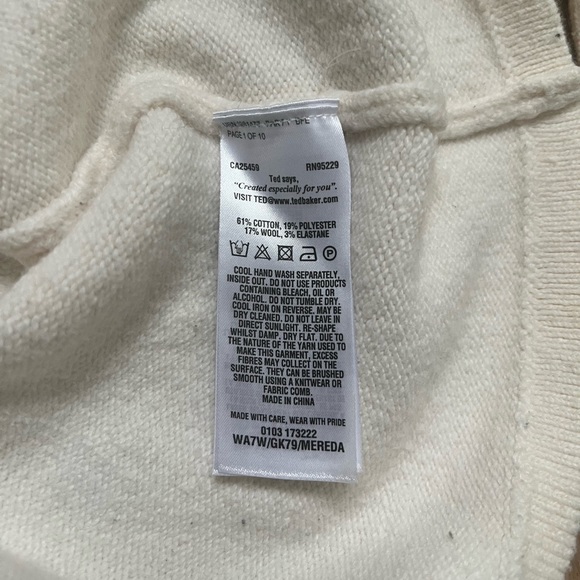 PAGE 1 OF 10
CA25459 RN95229
Ted says,
"Created especially for you".
VISIT TED@www.tedbaker.com
61% COTTON, 19% POLYESTER
17% WOOL, 3% ELASTANE
COOL HAND WASH SEPARATELY,
INSIDE OUT. DO NOT USE PRODUCTS
CONTAINING BLEACH, OIL OR
ALCOHOL. DO NOT TUMBLE DRY.
COOL IRON ON REVERSE. MAY BE
DRY CLEANED. DO NOT LEAVE IN
DIRECT SUNLIGHT. RE-SHAPE
WHILST DAMP. DRY FLAT. DUE TO
THE NATURE OF THE YARN USED TO
MAKE THIS GARMENT, EXCESS
FIBRES MAY COLLECT ON THE
SURFACE. THEY CAN BE BRUSHED
SMOOTH USING A KNITWEAR OR
FABRIC COMB.
MADE IN CHINA
MADE WITH CARE, WEAR WITH PRIDE
0103 173222
WA7W/GK79/MEREDA